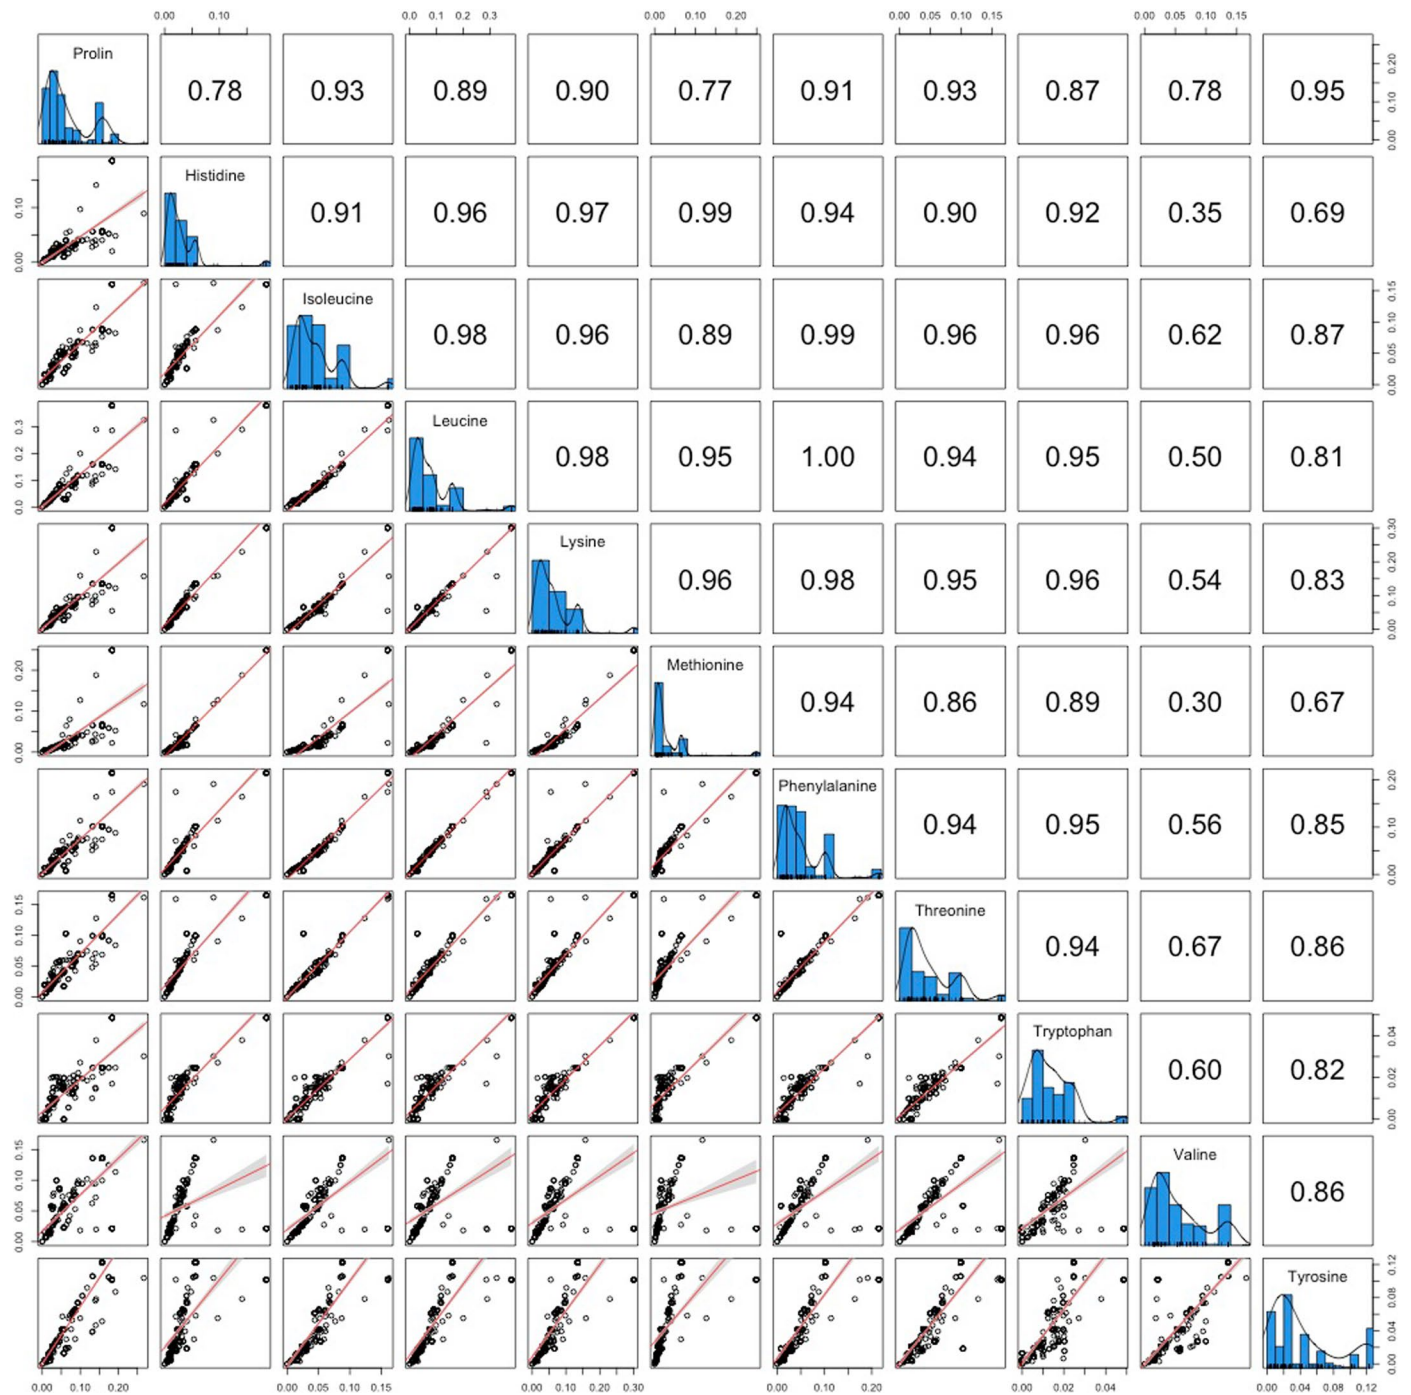 0.00 0.10 0.0 0.1 0.2 0.3 0.00 0.20 0.00 0.05 0.10 0.15 0.00 0.05 0.10 0.15
Prolin 0.78 0.93 0.89 0.90 0.77 0.91 0.93 0.87 0.78 0.95 0.00 0.10 0.20
0.00 0.10 Histidine 0.91 0.96 0.97 0.99 0.94 0.90 0.92 0.35 0.69
Isoleucine 0.98 0.96 0.89 0.99 0.96 0.96 0.62 0.87 0.00 0.05 0.10 0.15
0.0 0.1 0.2 0.3 Leucine 0.98 0.95 1.00 0.94 0.95 0.50 0.81
Lysine 0.96 0.98 0.95 0.96 0.54 0.83 0.00 0.10 0.20 0.30
0.00 0.10 0.20 Methionine 0.94 0.86 0.89 0.30 0.67
Phenylalanine 0.94 0.95 0.56 0.85 0.00 0.10 0.20
0.00 0.05 0.10 0.15 Threonine 0.94 0.67 0.86
Tryptophan 0.60 0.82 0.00 0.02 0.04
0.00 0.05 0.10 0.15 Valine 0.86
Tyrosine 0.00 0.04 0.08 0.12
0.00 0.10 0.20 0.00 0.05 0.10 0.15 0.00 0.10 0.20 0.30 0.00 0.10 0.20 0.00 0.02 0.04 0.00 0.04 0.08 0.12